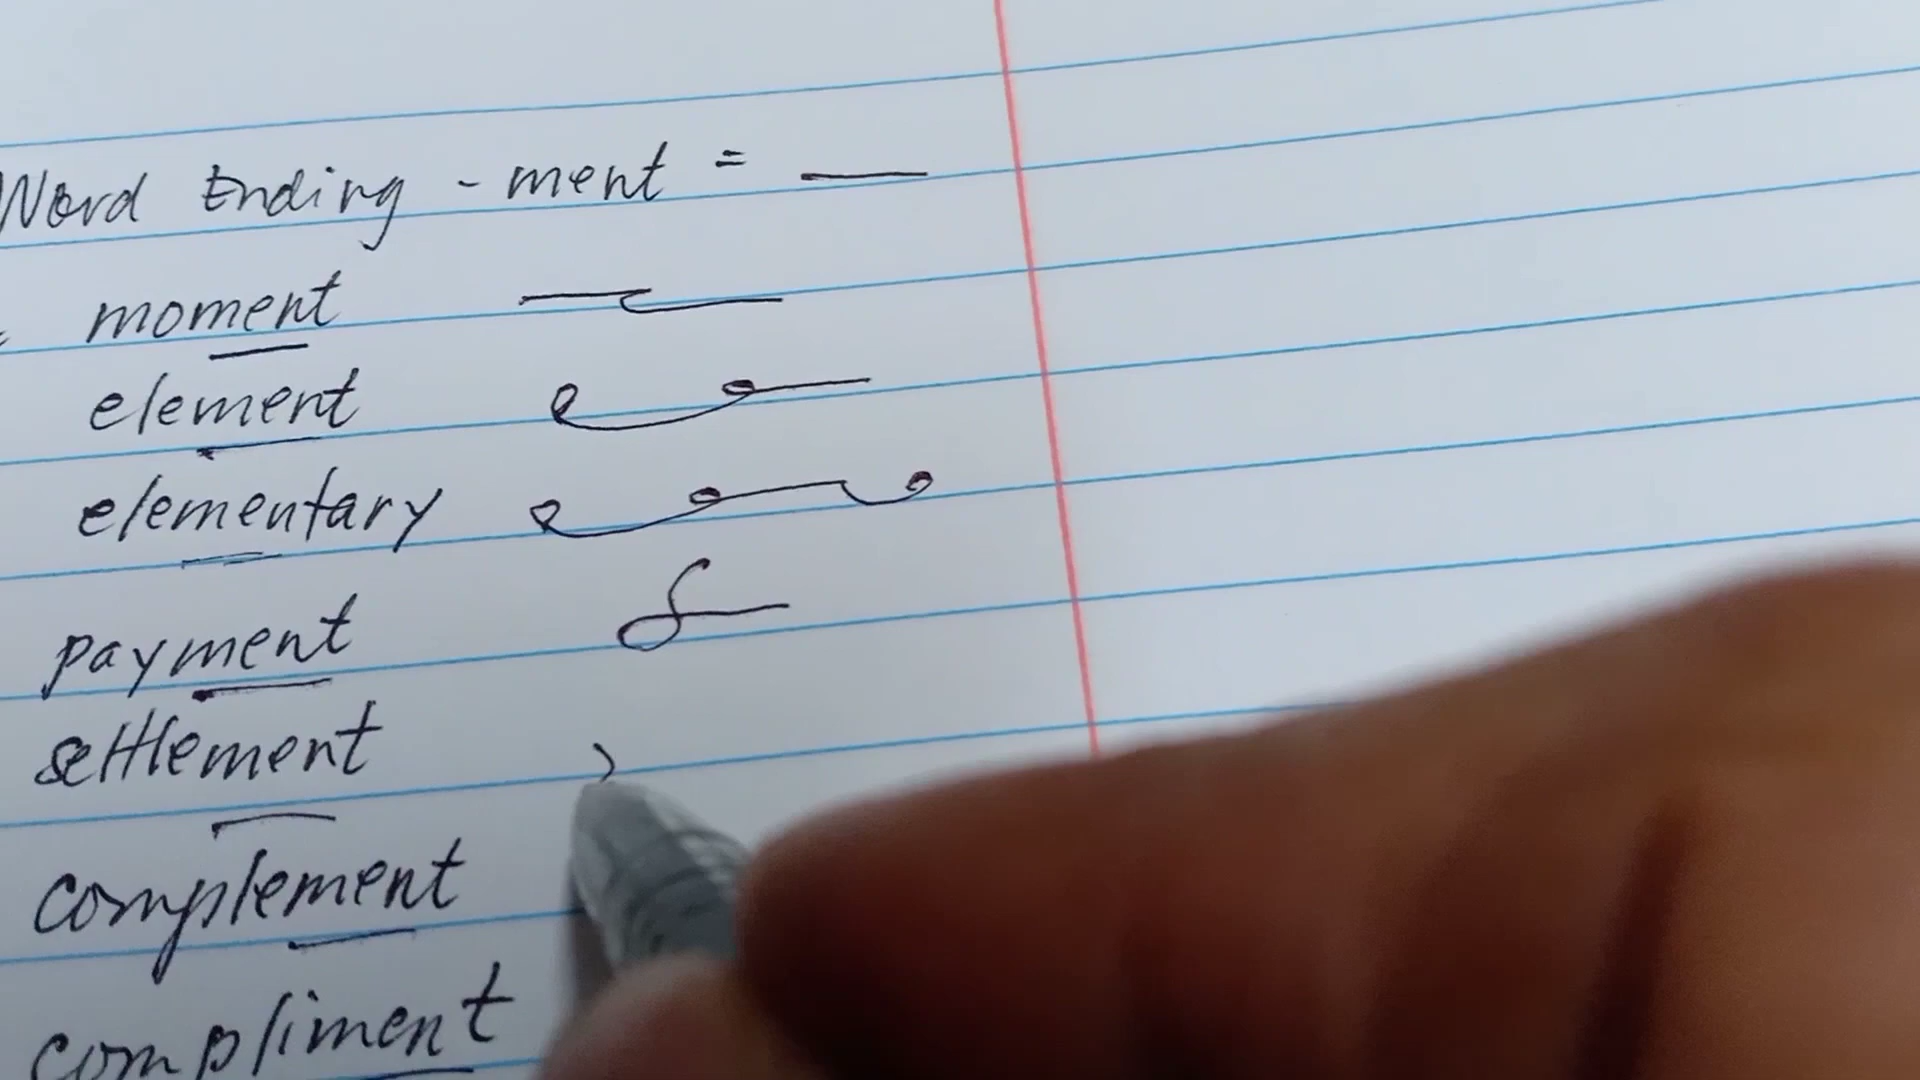 Word Ending - ment = —
moment
element
elementary
payment
settlement
complement
compliment